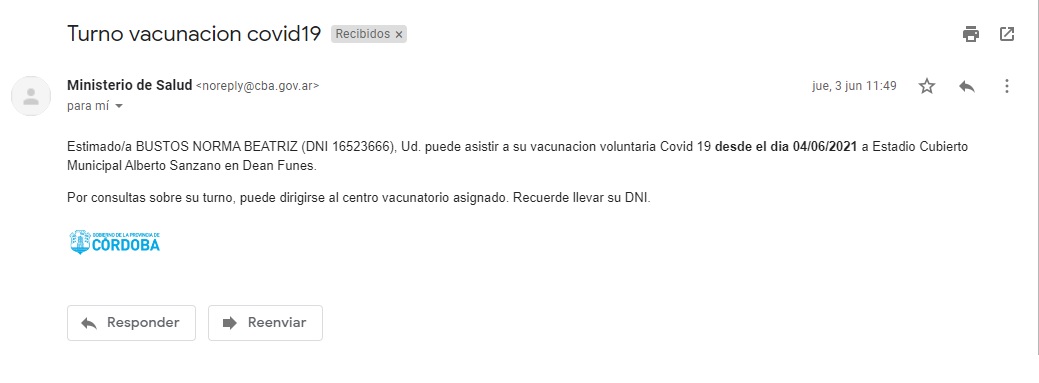 Turno vacunacion covid19 Recibidos ×
Ministerio de Salud <noreply@cba.gov.ar> jue, 3 jun 11:49
para mí
Estimado/a BUSTOS NORMA BEATRIZ (DNI 16523666), Ud. puede asistir a su vacunacion voluntaria Covid 19 desde el dia 04/06/2021 a Estadio Cubierto
Municipal Alberto Sanzano en Dean Funes.
Por consultas sobre su turno, puede dirigirse al centro vacunatorio asignado. Recuerde llevar su DNI.
GOBIERNO DE LA PROVINCIA DE
CÓRDOBA
Responder Reenviar